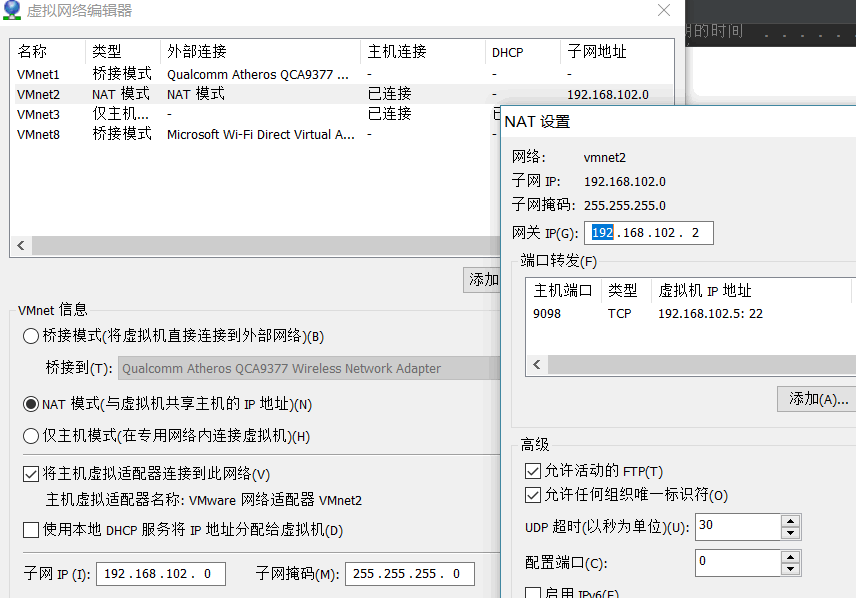 虚拟网络编辑器
的时间 . . . . . .
名称 类型 外部连接 主机连接 DHCP 子网地址
VMnet1 桥接模式 Qualcomm Atheros QCA9377 ... - - -
VMnet2 NAT 模式 NAT 模式 已连接 - 192.168.102.0
VMnet3 仅主机... - 已连接
VMnet8 桥接模式 Microsoft Wi-Fi Direct Virtual A... - -
添加
VMnet 信息
桥接模式(将虚拟机直接连接到外部网络)(B)
桥接到(T): Qualcomm Atheros QCA9377 Wireless Network Adapter
NAT 模式(与虚拟机共享主机的 IP 地址)(N)
仅主机模式(在专用网络内连接虚拟机)(H)
将主机虚拟适配器连接到此网络(V)
主机虚拟适配器名称: VMware 网络适配器 VMnet2
使用本地 DHCP 服务将 IP 地址分配给虚拟机(D)
子网 IP (I): 192.168.102. 0 子网掩码(M): 255.255.255. 0
NAT 设置
网络: vmnet2
子网 IP: 192.168.102.0
子网掩码: 255.255.255.0
网关 IP(G): 192.168.102. 2
端口转发(F)
主机端口 类型 虚拟机 IP 地址
9098 TCP 192.168.102.5: 22
添加(A)...
高级
允许活动的 FTP(T)
允许任何组织唯一标识符(O)
UDP 超时(以秒为单位)(U): 30
配置端口(C): 0
启用 IPv6(E)